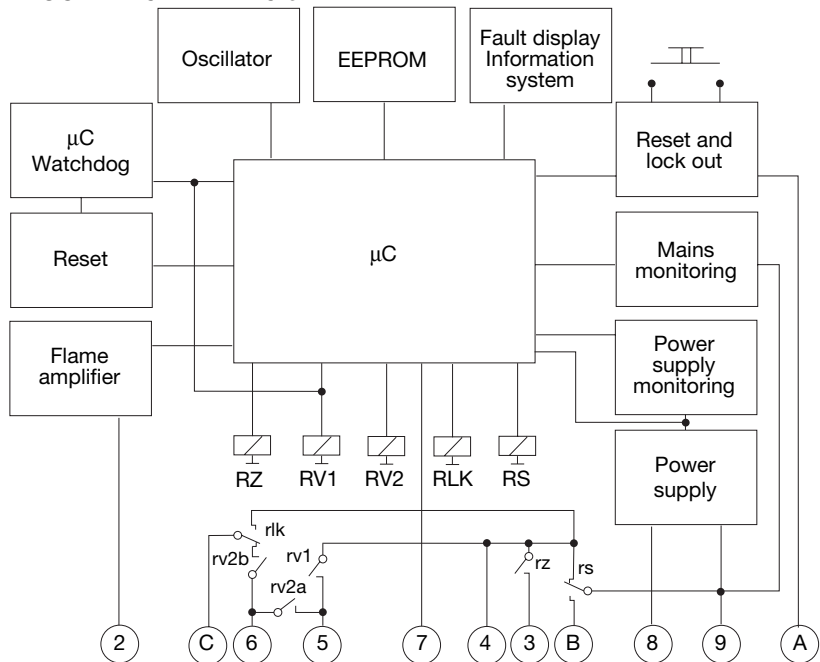 Oscillator
EEPROM
Fault display
Information
system
μC
Watchdog
Reset and
lock out
μC
Reset
Mains
monitoring
Flame
amplifier
Power
supply
monitoring
RZ RV1 RV2 RLK RS
Power
supply
rlk
rv2b rv1 rz rs
rv2a
2 C 6 5 7 4 3 B 8 9 A